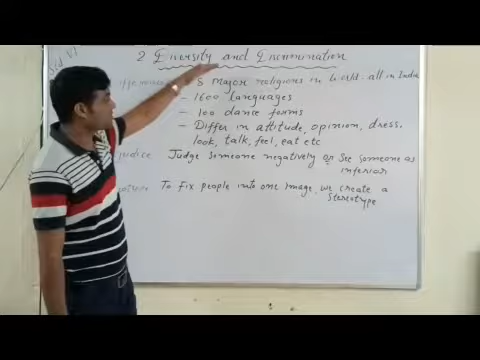 2 Diversity and Discrimination
8 major religions in World - all in India
- 1600 languages
- 100 dance forms
- Differ in attitude, opinion, dress,
look, talk, feel, eat etc
Judge someone negatively or See someone as
inferior
To fix people into one image, we create a
stereotype